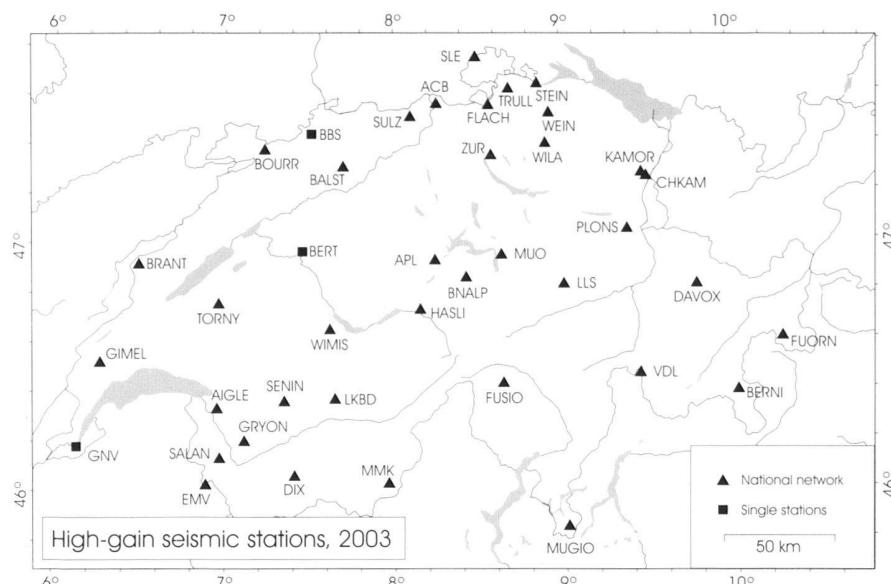 6° 7° 8° 9° 10°
SLE
ACB
TRULL
STEIN
SULZ
FLACH
WEIN
BBS
BOURR
ZUR
WILA
KAMOR
BALST
CHKAM
PLONS
47°
47°
BERT
MUO
BRANT
APL
BNALP
LLS
DAVOX
TORNY
HASLI
WIMIS
FUORN
GIMEL
VDL
SENIN
AIGLE
LKBD
FUSIO
BERNI
GRYON
GNV
SALAN
MMK
EMV
DIX
46°
46°
National network
Single stations
50 km
High-gain seismic stations, 2003
MUGIO
6° 7° 8° 9° 10°